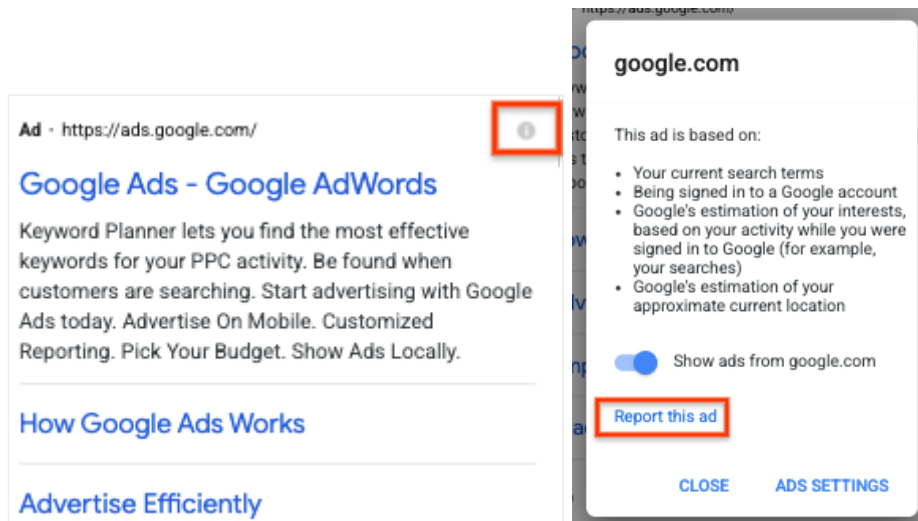 Ad · https://ads.google.com/
Google Ads - Google AdWords
Keyword Planner lets you find the most effective
keywords for your PPC activity. Be found when
customers are searching. Start advertising with Google
Ads today. Advertise On Mobile. Customized
Reporting. Pick Your Budget. Show Ads Locally.
How Google Ads Works
Advertise Efficiently
https://ads.google.com/
google.com
This ad is based on:
• Your current search terms
• Being signed in to a Google account
• Google's estimation of your interests,
based on your activity while you were
signed in to Google (for example,
your searches)
• Google's estimation of your
approximate current location
Show ads from google.com
Report this ad
CLOSE
ADS SETTINGS